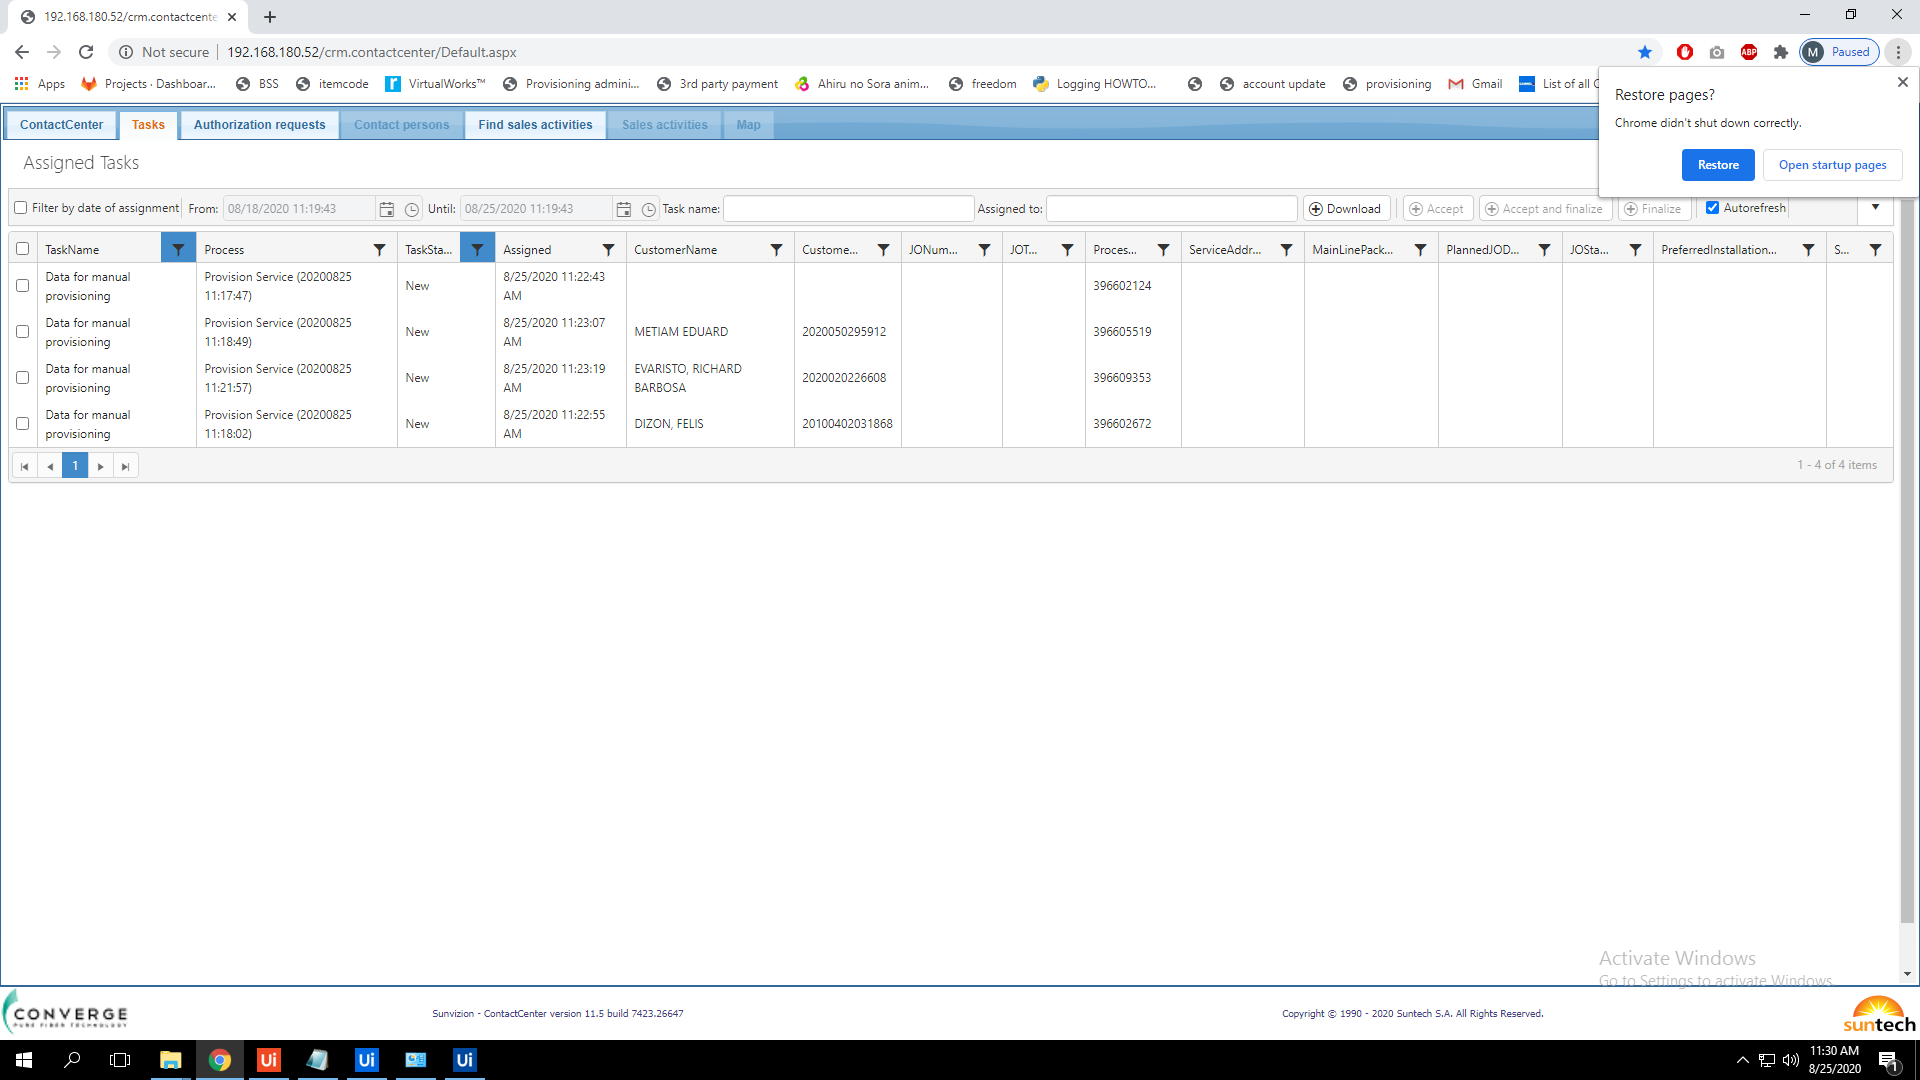 192.168.180.52/crm.contactcente
Not secure
192.168.180.52/crm.contactcenter/Default.aspx
ABP
M Paused
Apps
Projects · Dashboar...
BSS
itemcode
VirtualWorks™
Provisioning admini...
3rd party payment
Ahiru no Sora anim...
freedom
Logging HOWTO...
account update
provisioning
Gmail
List of all
Restore pages?
Chrome didn't shut down correctly.
Restore
Open startup pages
ContactCenter
Tasks
Authorization requests
Contact persons
Find sales activities
Sales activities
Map
Assigned Tasks
Filter by date of assignment
From: 08/18/2020 11:19:43
Until: 08/25/2020 11:19:43
Task name:
Assigned to:
Download
Accept
Accept and finalize
Finalize
Autorefresh
TaskName Process TaskSta... Assigned CustomerName Custome... JONum... JOT... Proces... ServiceAddr... MainLinePack... PlannedJOD... JOSta... PreferredInstallation... S...
Data for manual provisioning Provision Service (20200825 11:17:47) New 8/25/2020 11:22:43 AM 396602124
Data for manual provisioning Provision Service (20200825 11:18:49) New 8/25/2020 11:23:07 AM METIAM EDUARD 2020050295912 396605519
Data for manual provisioning Provision Service (20200825 11:21:57) New 8/25/2020 11:23:19 AM EVARISTO, RICHARD BARBOSA 2020020226608 396609353
Data for manual provisioning Provision Service (20200825 11:18:02) New 8/25/2020 11:22:55 AM DIZON, FELIS 20100402031868 396602672
1
1 - 4 of 4 items
Activate Windows
Go to Settings to activate Windows.
CONVERGE
PURE FIBER TECHNOLOGY
Sunvizion - ContactCenter version 11.5 build 7423.26647
Copyright © 1990 - 2020 Suntech S.A. All Rights Reserved.
suntech
Ui
Ui
Ui
11:30 AM
8/25/2020
1